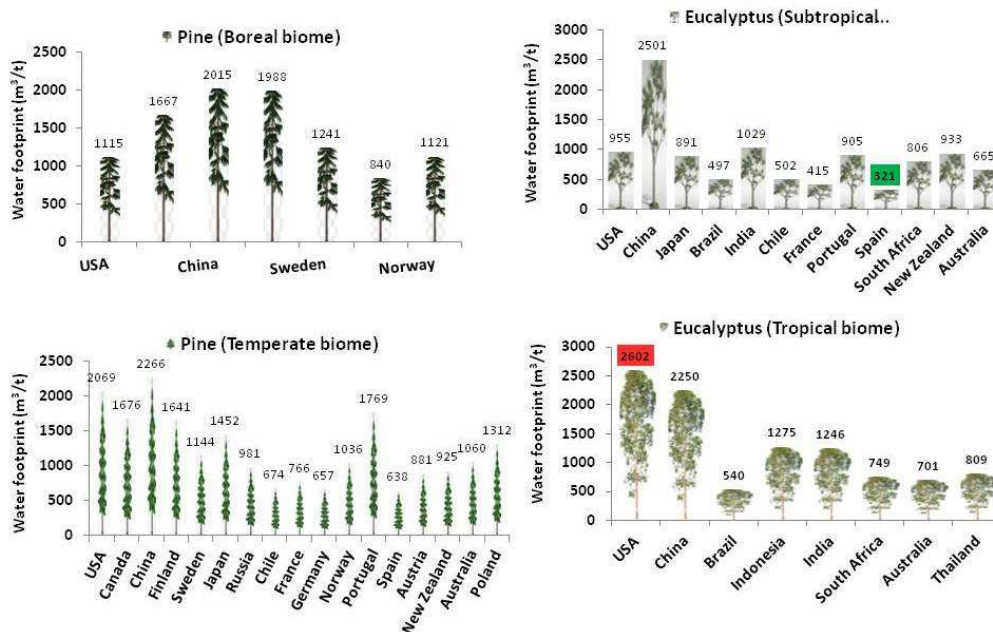 Pine (Boreal biome)
Water footprint (m³/t)
2500
2000
1500
1000
500
0
1115
1667
2015
1988
1241
840
1121
USA
China
Sweden
Norway
Eucalyptus (Subtropical..
Water footprint (m³/t)
3000
2500
2000
1500
1000
500
0
955
2501
891
497
1029
502
415
905
321
806
933
665
USA
China
Japan
Brazil
India
Chile
France
Portugal
Spain
South Africa
New Zealand
Australia
Pine (Temperate biome)
Water footprint (m³/t)
2500
2000
1500
1000
500
0
2069
1676
2266
1641
1144
1452
981
674
766
657
1036
1769
638
881
925
1060
1312
USA
Canada
China
Finland
Sweden
Japan
Russia
Chile
France
Germany
Norway
Portugal
Spain
Austria
New Zealand
Australia
Poland
Eucalyptus (Tropical biome)
Water footprint (m³/t)
3000
2500
2000
1500
1000
500
0
2602
2250
540
1275
1246
749
701
809
USA
China
Brazil
Indonesia
India
South Africa
Australia
Thailand